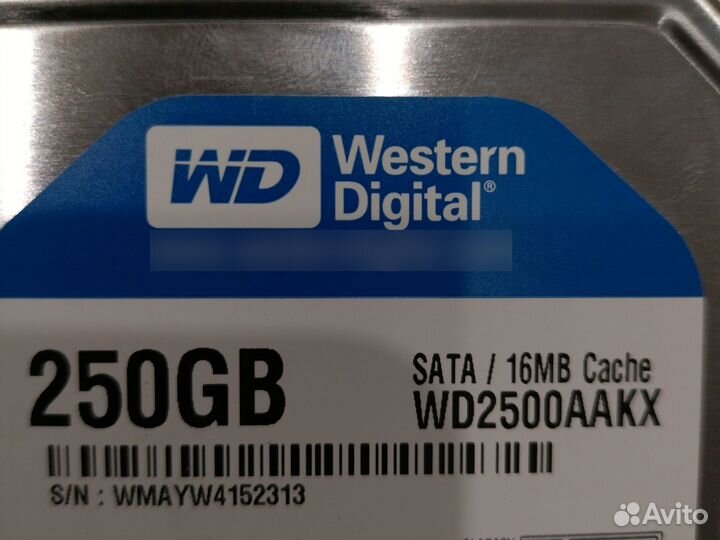 WD Western
Digital®
250GB
SATA / 16MB Cache
WD2500AAKX
S/N : WMAYW4152313
Avito